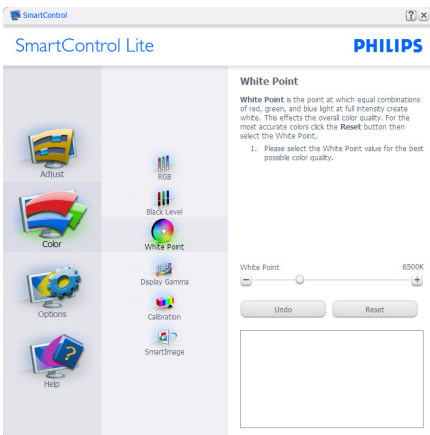 SmartControl
SmartControl Lite
PHILIPS
Adjust
Color
Options
Help
RGB
Black Level
White Point
Display Gamma
Calibration
SmartImage
White Point
White Point is the point at which equal combinations
of red, green, and blue light at full intensity create
white. This effects the overall color quality. For the
most accurate colors click the Reset button then
select the White Point.
1. Please select the White Point value for the best
possible color quality.
White Point 6500K
Undo Reset